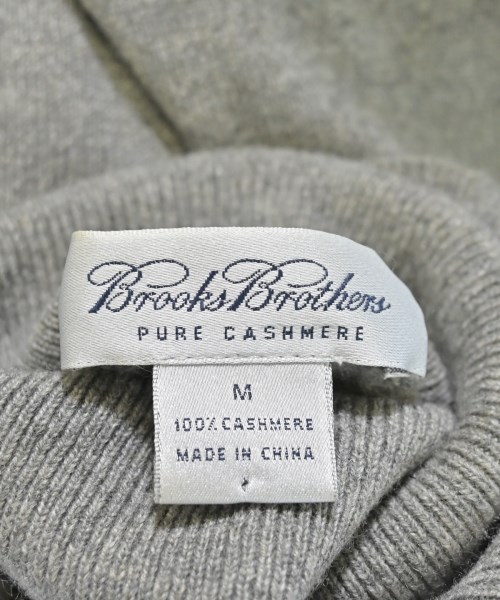 Brooks Brothers
PURE CASHMERE
M
100% CASHMERE
MADE IN CHINA